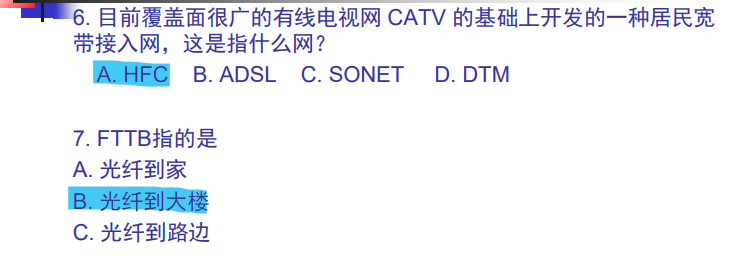 6. 目前覆盖面很广的有线电视网 CATV 的基础上开发的一种居民宽
带接入网，这是指什么网?
A. HFC B. ADSL C. SONET D. DTM
7. FTTB指的是
A. 光纤到家
B. 光纤到大楼
C. 光纤到路边